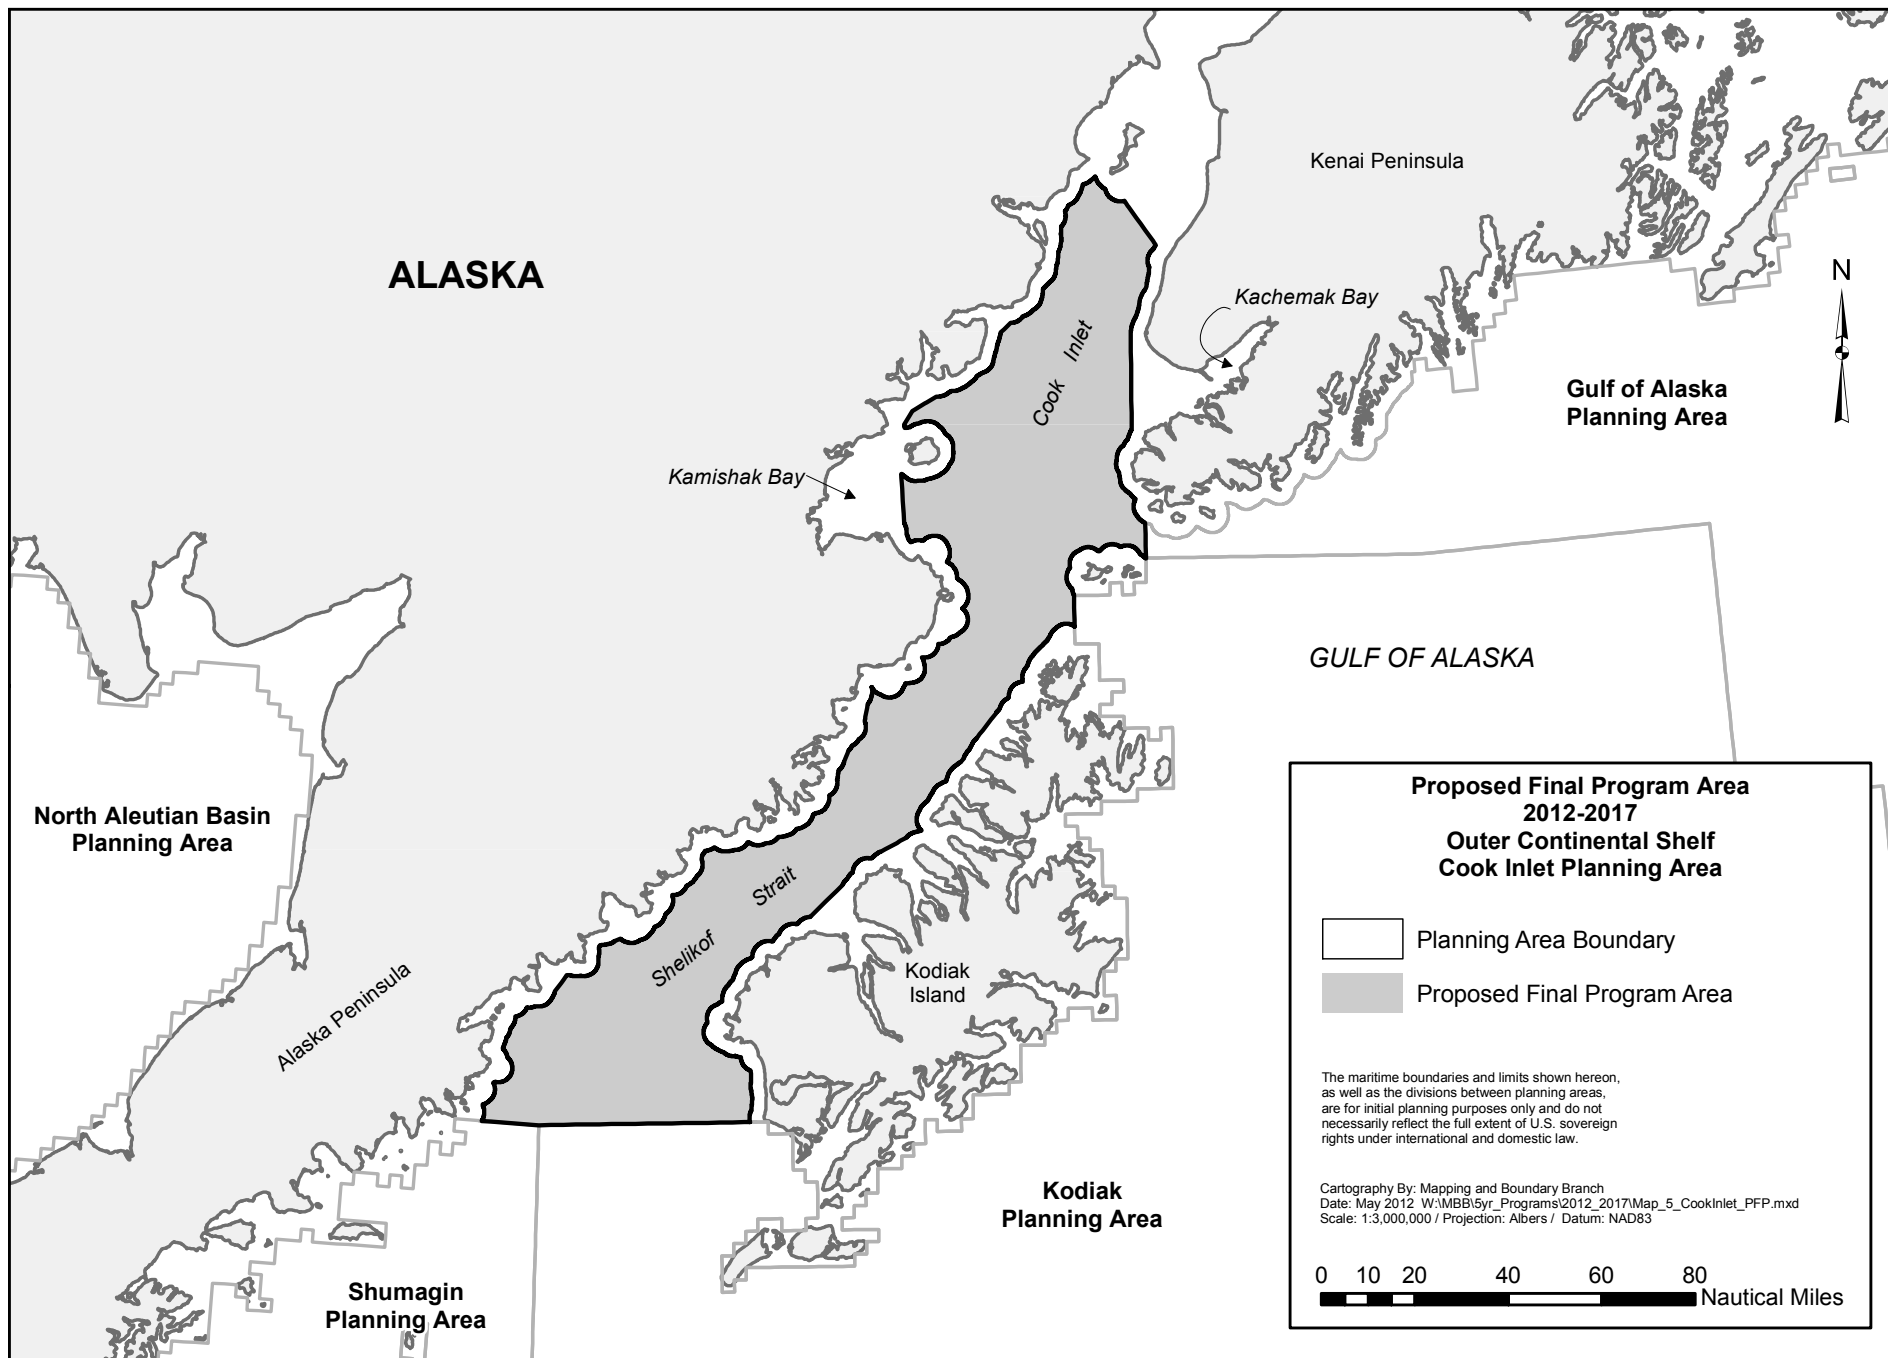 ALASKA
Kenai Peninsula
Kachemak Bay
N
Cook Inlet
Gulf of Alaska
Planning Area
Kamishak Bay
GULF OF ALASKA
North Aleutian Basin
Planning Area
Shelikof Strait
Kodiak
Island
Alaska Peninsula
Kodiak
Planning Area
Shumagin
Planning Area
Proposed Final Program Area
2012-2017
Outer Continental Shelf
Cook Inlet Planning Area
Planning Area Boundary
Proposed Final Program Area
The maritime boundaries and limits shown hereon,
as well as the divisions between planning areas,
are for initial planning purposes only and do not
necessarily reflect the full extent of U.S. sovereign
rights under international and domestic law.
Cartography By: Mapping and Boundary Branch
Date: May 2012 W:\MBB\5yr_Programs\2012_2017\Map_5_CookInlet_PFP.mxd
Scale: 1:3,000,000 / Projection: Albers / Datum: NAD83
0 10 20 40 60 80
Nautical Miles